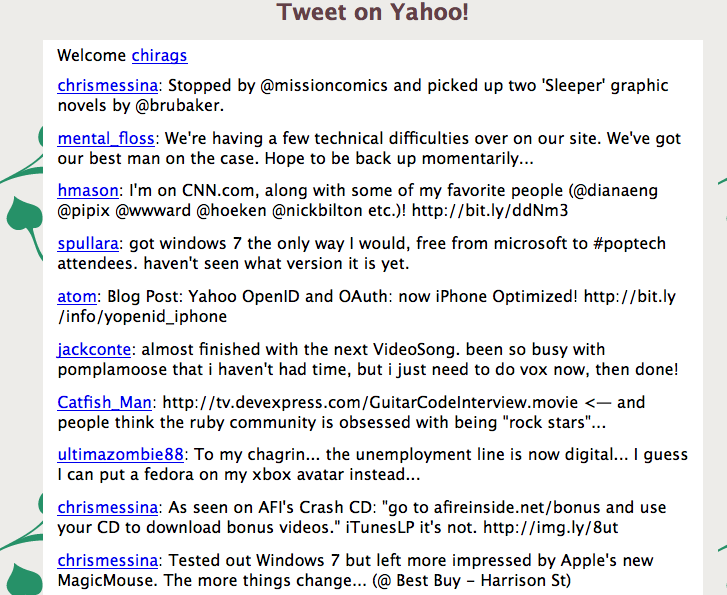 Tweet on Yahoo!
Welcome chirags
chrismessina: Stopped by @missioncomics and picked up two 'Sleeper' graphic
novels by @brubaker.
mental_floss: We're having a few technical difficulties over on our site. We've got
our best man on the case. Hope to be back up momentarily...
hmason: I'm on CNN.com, along with some of my favorite people (@dianaeng
@pipix @wwward @hoeken @nickbilton etc.)! http://bit.ly/ddNm3
spullara: got windows 7 the only way I would, free from microsoft to #poptech
attendees. haven't seen what version it is yet.
atom: Blog Post: Yahoo OpenID and OAuth: now iPhone Optimized! http://bit.ly
/info/yopenid_iphone
jackconte: almost finished with the next VideoSong. been so busy with
pomplamoose that i haven't had time, but i just need to do vox now, then done!
Catfish_Man: http://tv.devexpress.com/GuitarCodeInterview.movie <— and
people think the ruby community is obsessed with being "rock stars"...
ultimazombie88: To my chagrin... the unemployment line is now digital... I guess
I can put a fedora on my xbox avatar instead...
chrismessina: As seen on AFI's Crash CD: "go to afireinside.net/bonus and use
your CD to download bonus videos." iTunesLP it's not. http://img.ly/8ut
chrismessina: Tested out Windows 7 but left more impressed by Apple's new
MagicMouse. The more things change... (@ Best Buy - Harrison St)